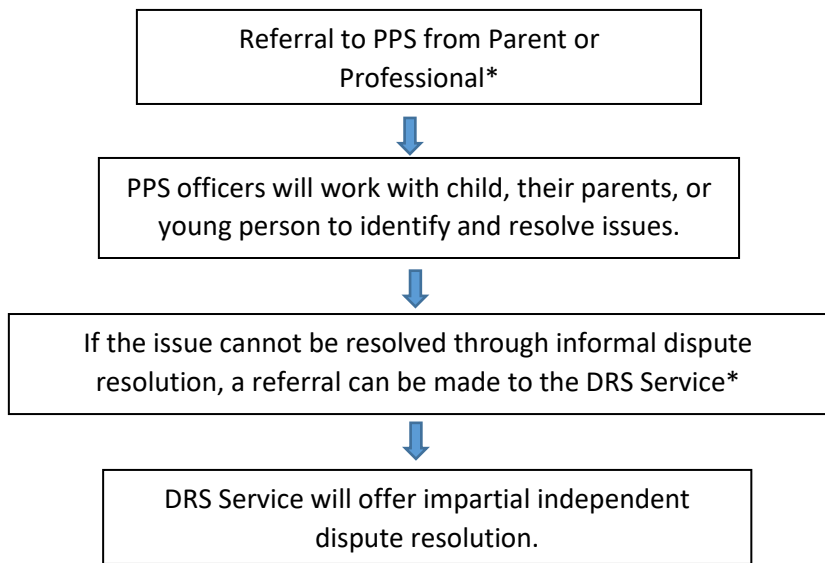 Referral to PPS from Parent or
Professional*
PPS officers will work with child, their parents, or
young person to identify and resolve issues.
If the issue cannot be resolved through informal dispute
resolution, a referral can be made to the DRS Service*
DRS Service will offer impartial independent
dispute resolution.